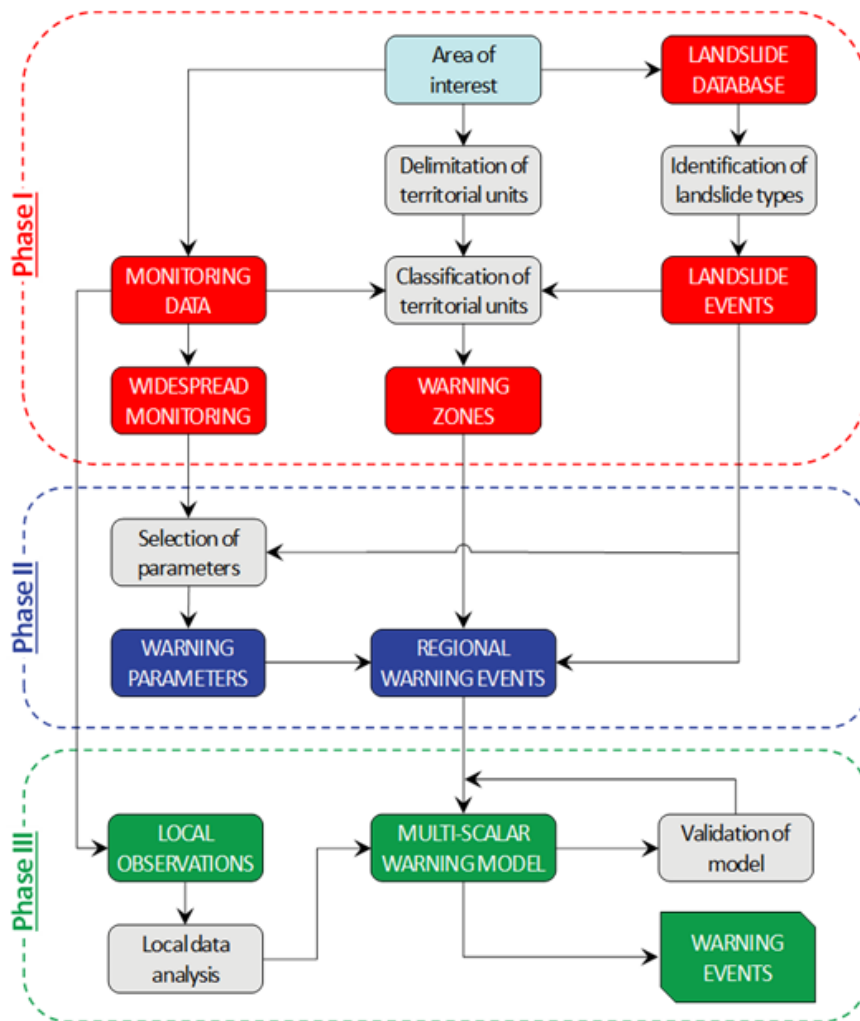 Phase I
Area of
interest
LANDSLIDE
DATABASE
Delimitation of
territorial units
Identification of
landslide types
MONITORING
DATA
Classification of
territorial units
LANDSLIDE
EVENTS
WIDESPREAD
MONITORING
WARNING
ZONES
Phase II
Selection of
parameters
WARNING
PARAMETERS
REGIONAL
WARNING EVENTS
Phase III
LOCAL
OBSERVATIONS
MULTI-SCALAR
WARNING MODEL
Validation of
model
Local data
analysis
WARNING
EVENTS